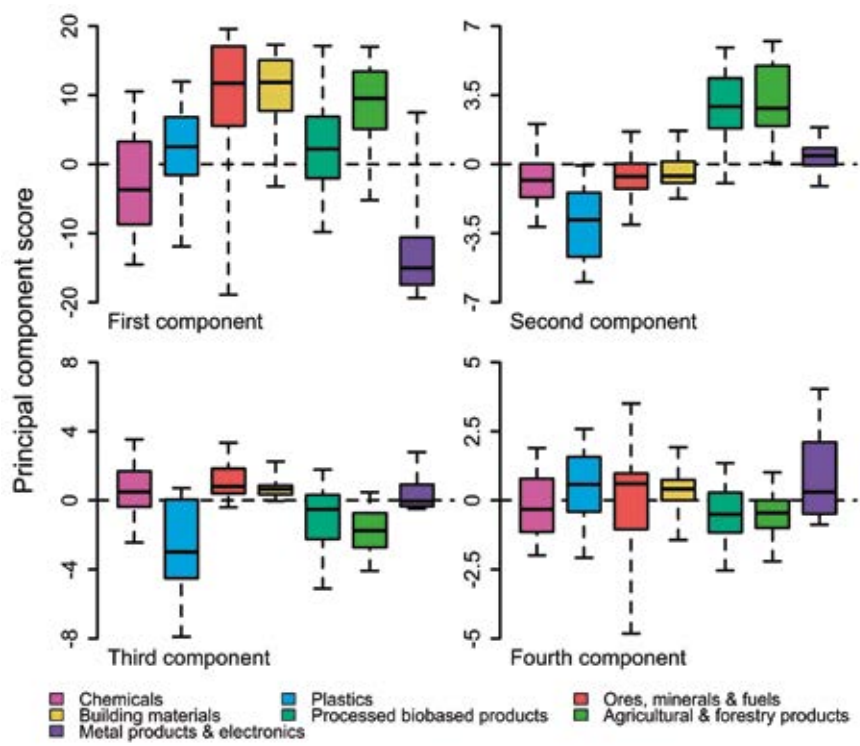 Principal component score
20
10
0
-10
-20
First component
7
3.5
0
-3.5
-7
Second component
8
4
0
-4
-8
Third component
5
2.5
0
-2.5
-5
Fourth component
Chemicals
Plastics
Ores, minerals & fuels
Building materials
Processed biobased products
Agricultural & forestry products
Metal products & electronics